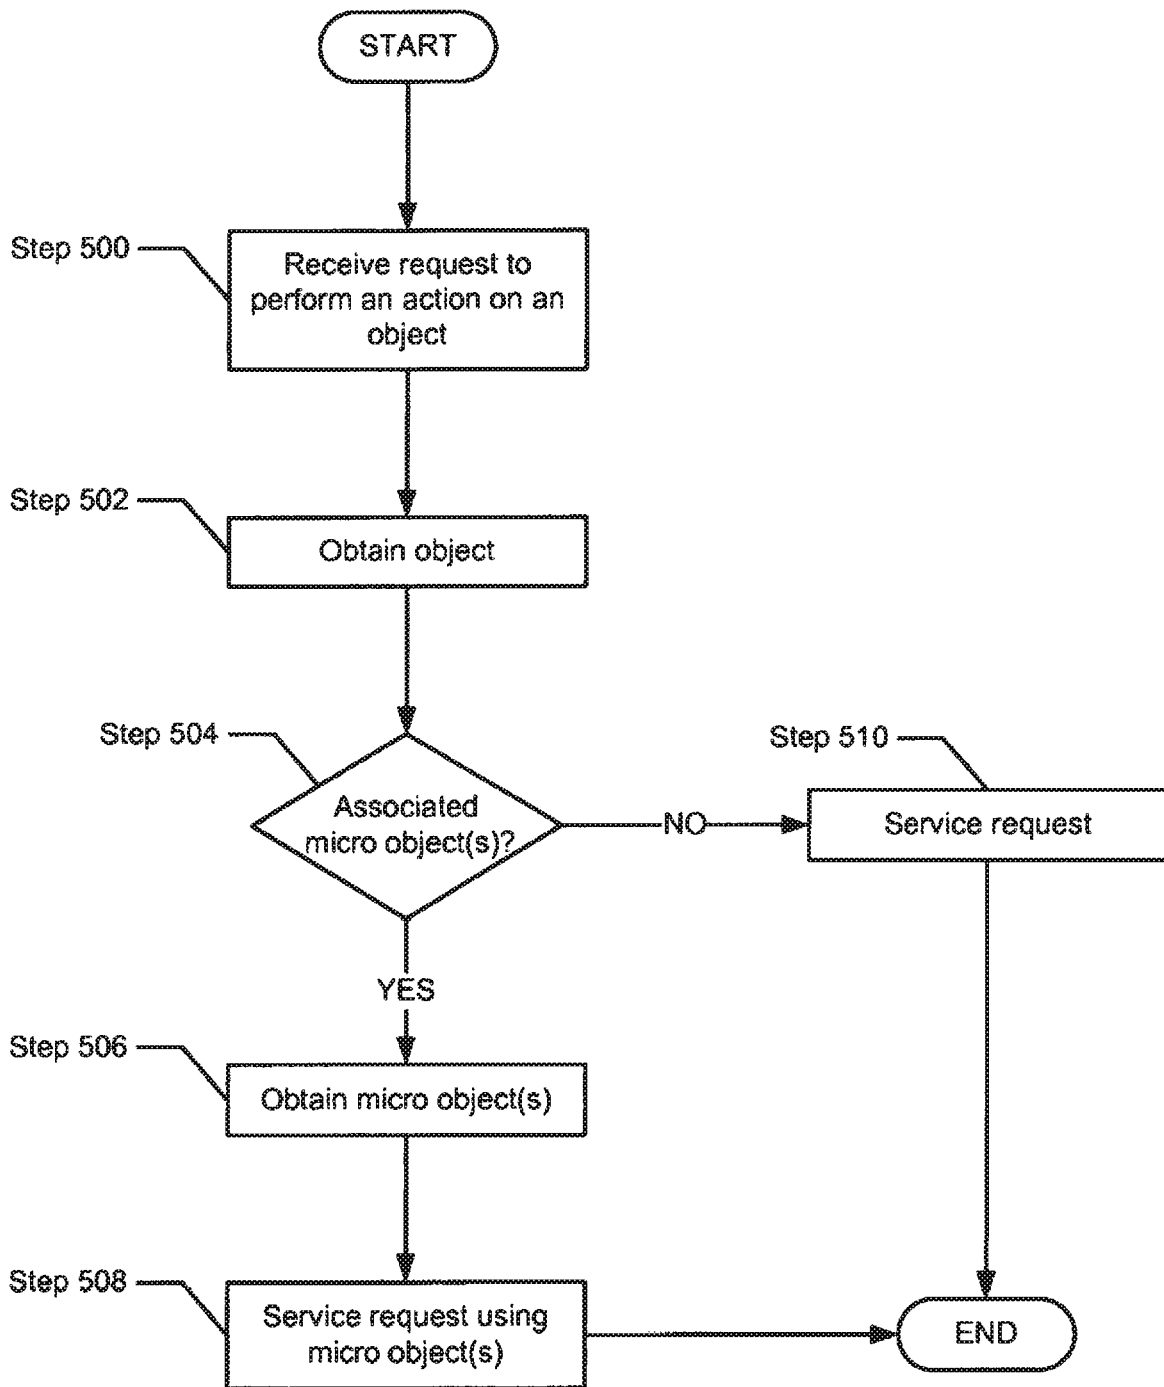 START
Step 500
Receive request to
perform an action on an
object
Step 502
Obtain object
Step 504
Associated
micro object(s)?
NO
Step 510
Service request
YES
Step 506
Obtain micro object(s)
Step 508
Service request using
micro object(s)
END